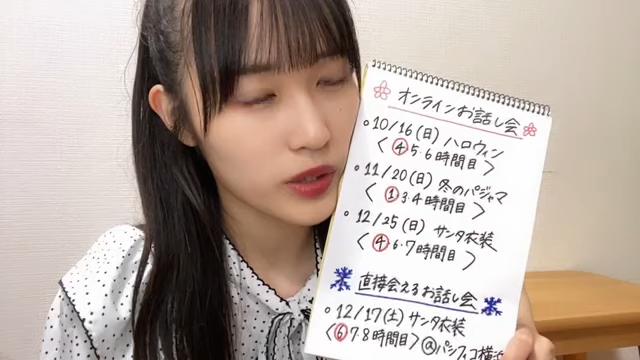 オンラインお話し会
○10/16(日) ハロウィン
<④5・6時間目>
○11/20(日) 冬のパジャマ
<①3・4時間目>
○12/25(日) サンタ衣装
<④・6・7時間目>
直接会えるお話し会
○12/17(土) サンタ衣装
<⑥7・8時間目> @パシフィコ横浜